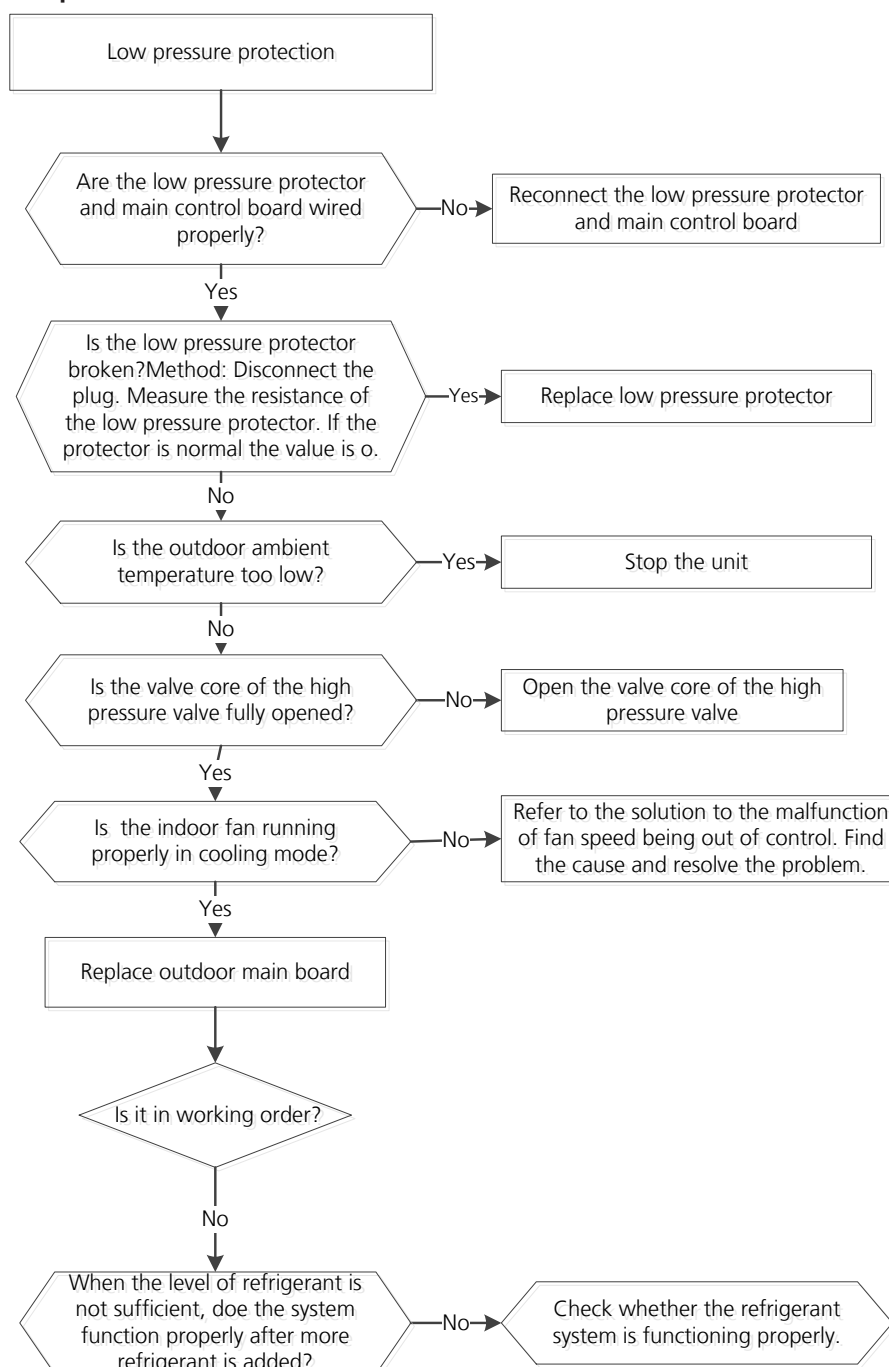 Low pressure protection
Are the low pressure protector
and main control board wired
properly?
No
Reconnect the low pressure protector
and main control board
Yes
Is the low pressure protector
broken?Method: Disconnect the
plug. Measure the resistance of
the low pressure protector. If the
protector is normal the value is o.
Yes
Replace low pressure protector
No
Is the outdoor ambient
temperature too low?
Yes
Stop the unit
No
Is the valve core of the high
pressure valve fully opened?
No
Open the valve core of the high
pressure valve
Yes
Is the indoor fan running
properly in cooling mode?
No
Refer to the solution to the malfunction
of fan speed being out of control. Find
the cause and resolve the problem.
Yes
Replace outdoor main board
Is it in working order?
No
When the level of refrigerant is
not sufficient, doe the system
function properly after more
refrigerant is added?
No
Check whether the refrigerant
system is functioning properly.